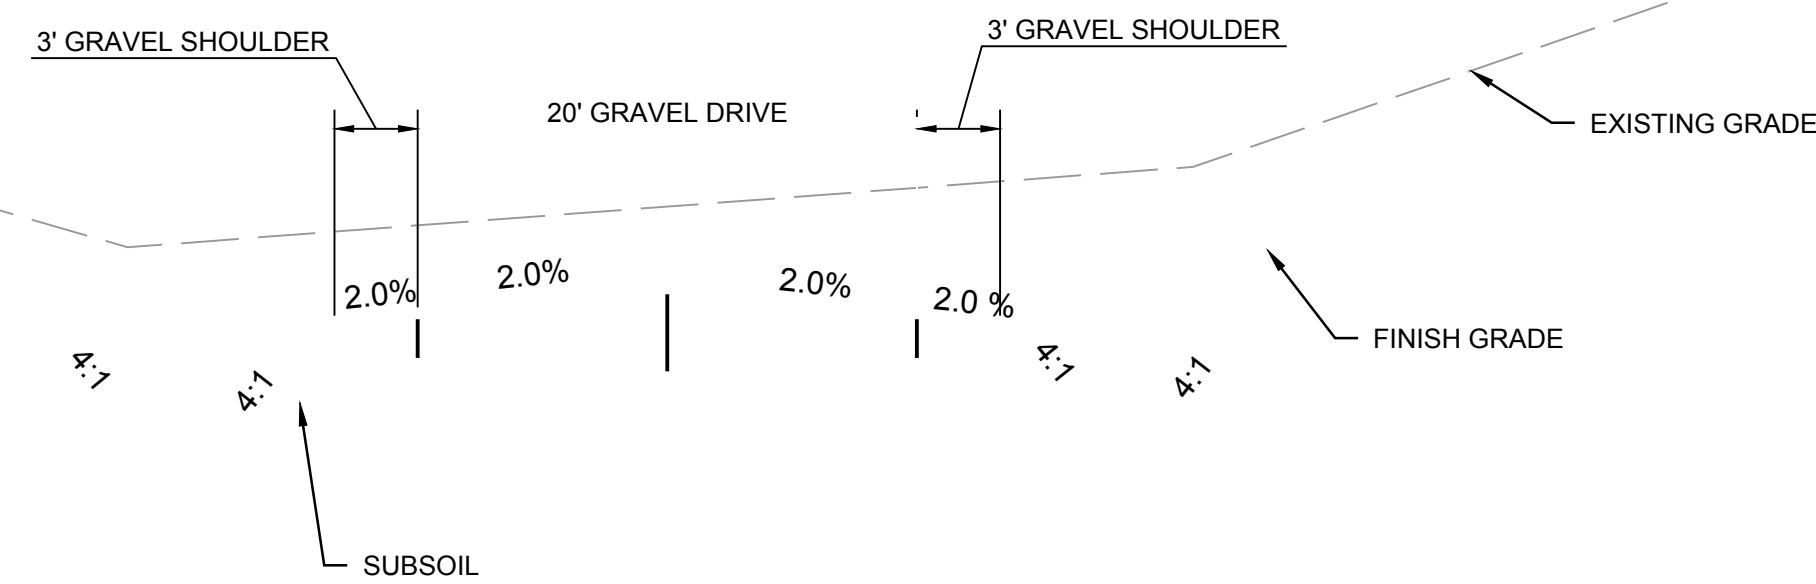 3' GRAVEL SHOULDER
3' GRAVEL SHOULDER
20' GRAVEL DRIVE
EXISTING GRADE
2.0%
2.0%
2.0%
2.0 %
FINISH GRADE
4:1
4:1
4:1
4:1
SUBSOIL